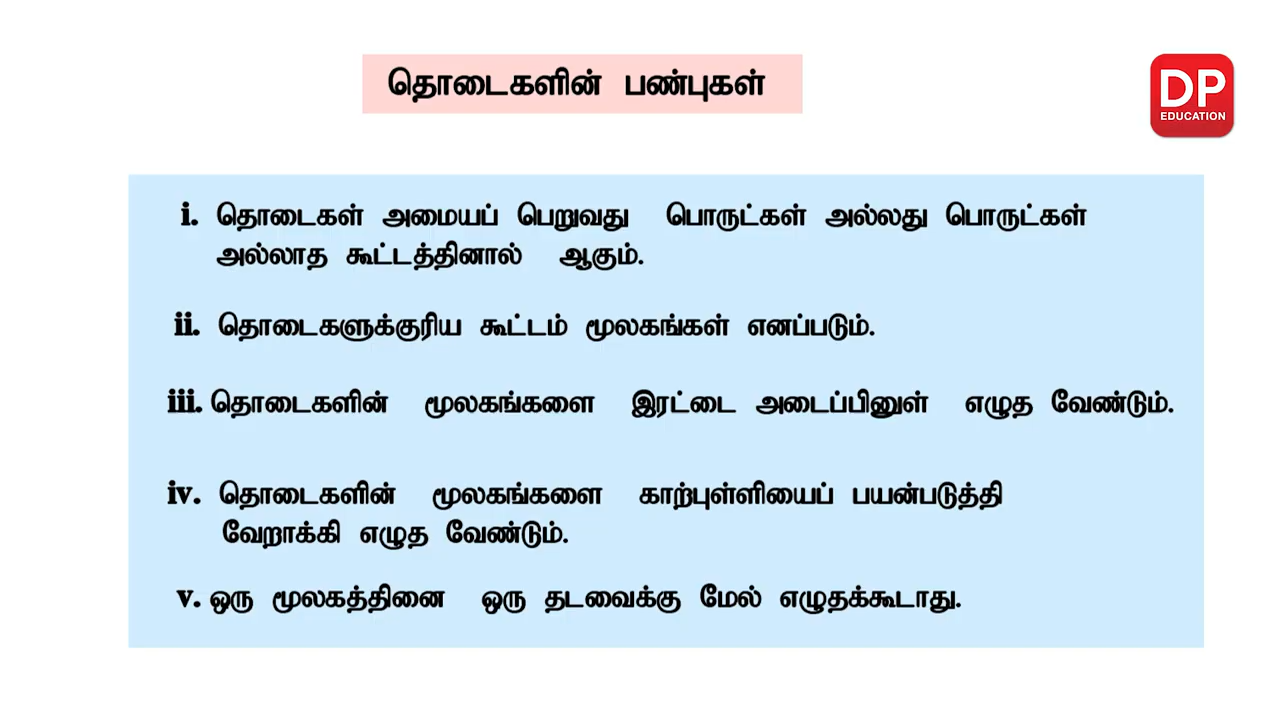 தொடைகளின் பண்புகள்
DP
EDUCATION
i. தொடைகள் அமையப் பெறுவது பொருட்கள் அல்லது பொருட்கள்
அல்லாத கூட்டத்தினால் ஆகும்.
ii. தொடைகளுக்குரிய கூட்டம் மூலகங்கள் எனப்படும்.
iii. தொடைகளின் மூலகங்களை இரட்டை அடைப்பினுள் எழுத வேண்டும்.
iv. தொடைகளின் மூலகங்களை காற்புள்ளியைப் பயன்படுத்தி
வேறாக்கி எழுத வேண்டும்.
v. ஒரு மூலகத்தினை ஒரு தடவைக்கு மேல் எழுதக்கூடாது.